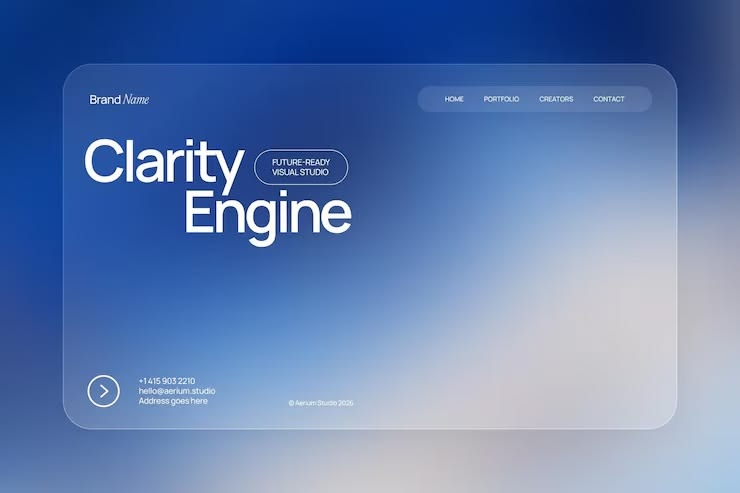 Brand Name
HOME PORTFOLIO CREATORS CONTACT
Clarity
FUTURE-READY
VISUAL STUDIO
Engine
+1 415 903 2210
hello@aerium.studio
Address goes here
© Aerium Studio 2026